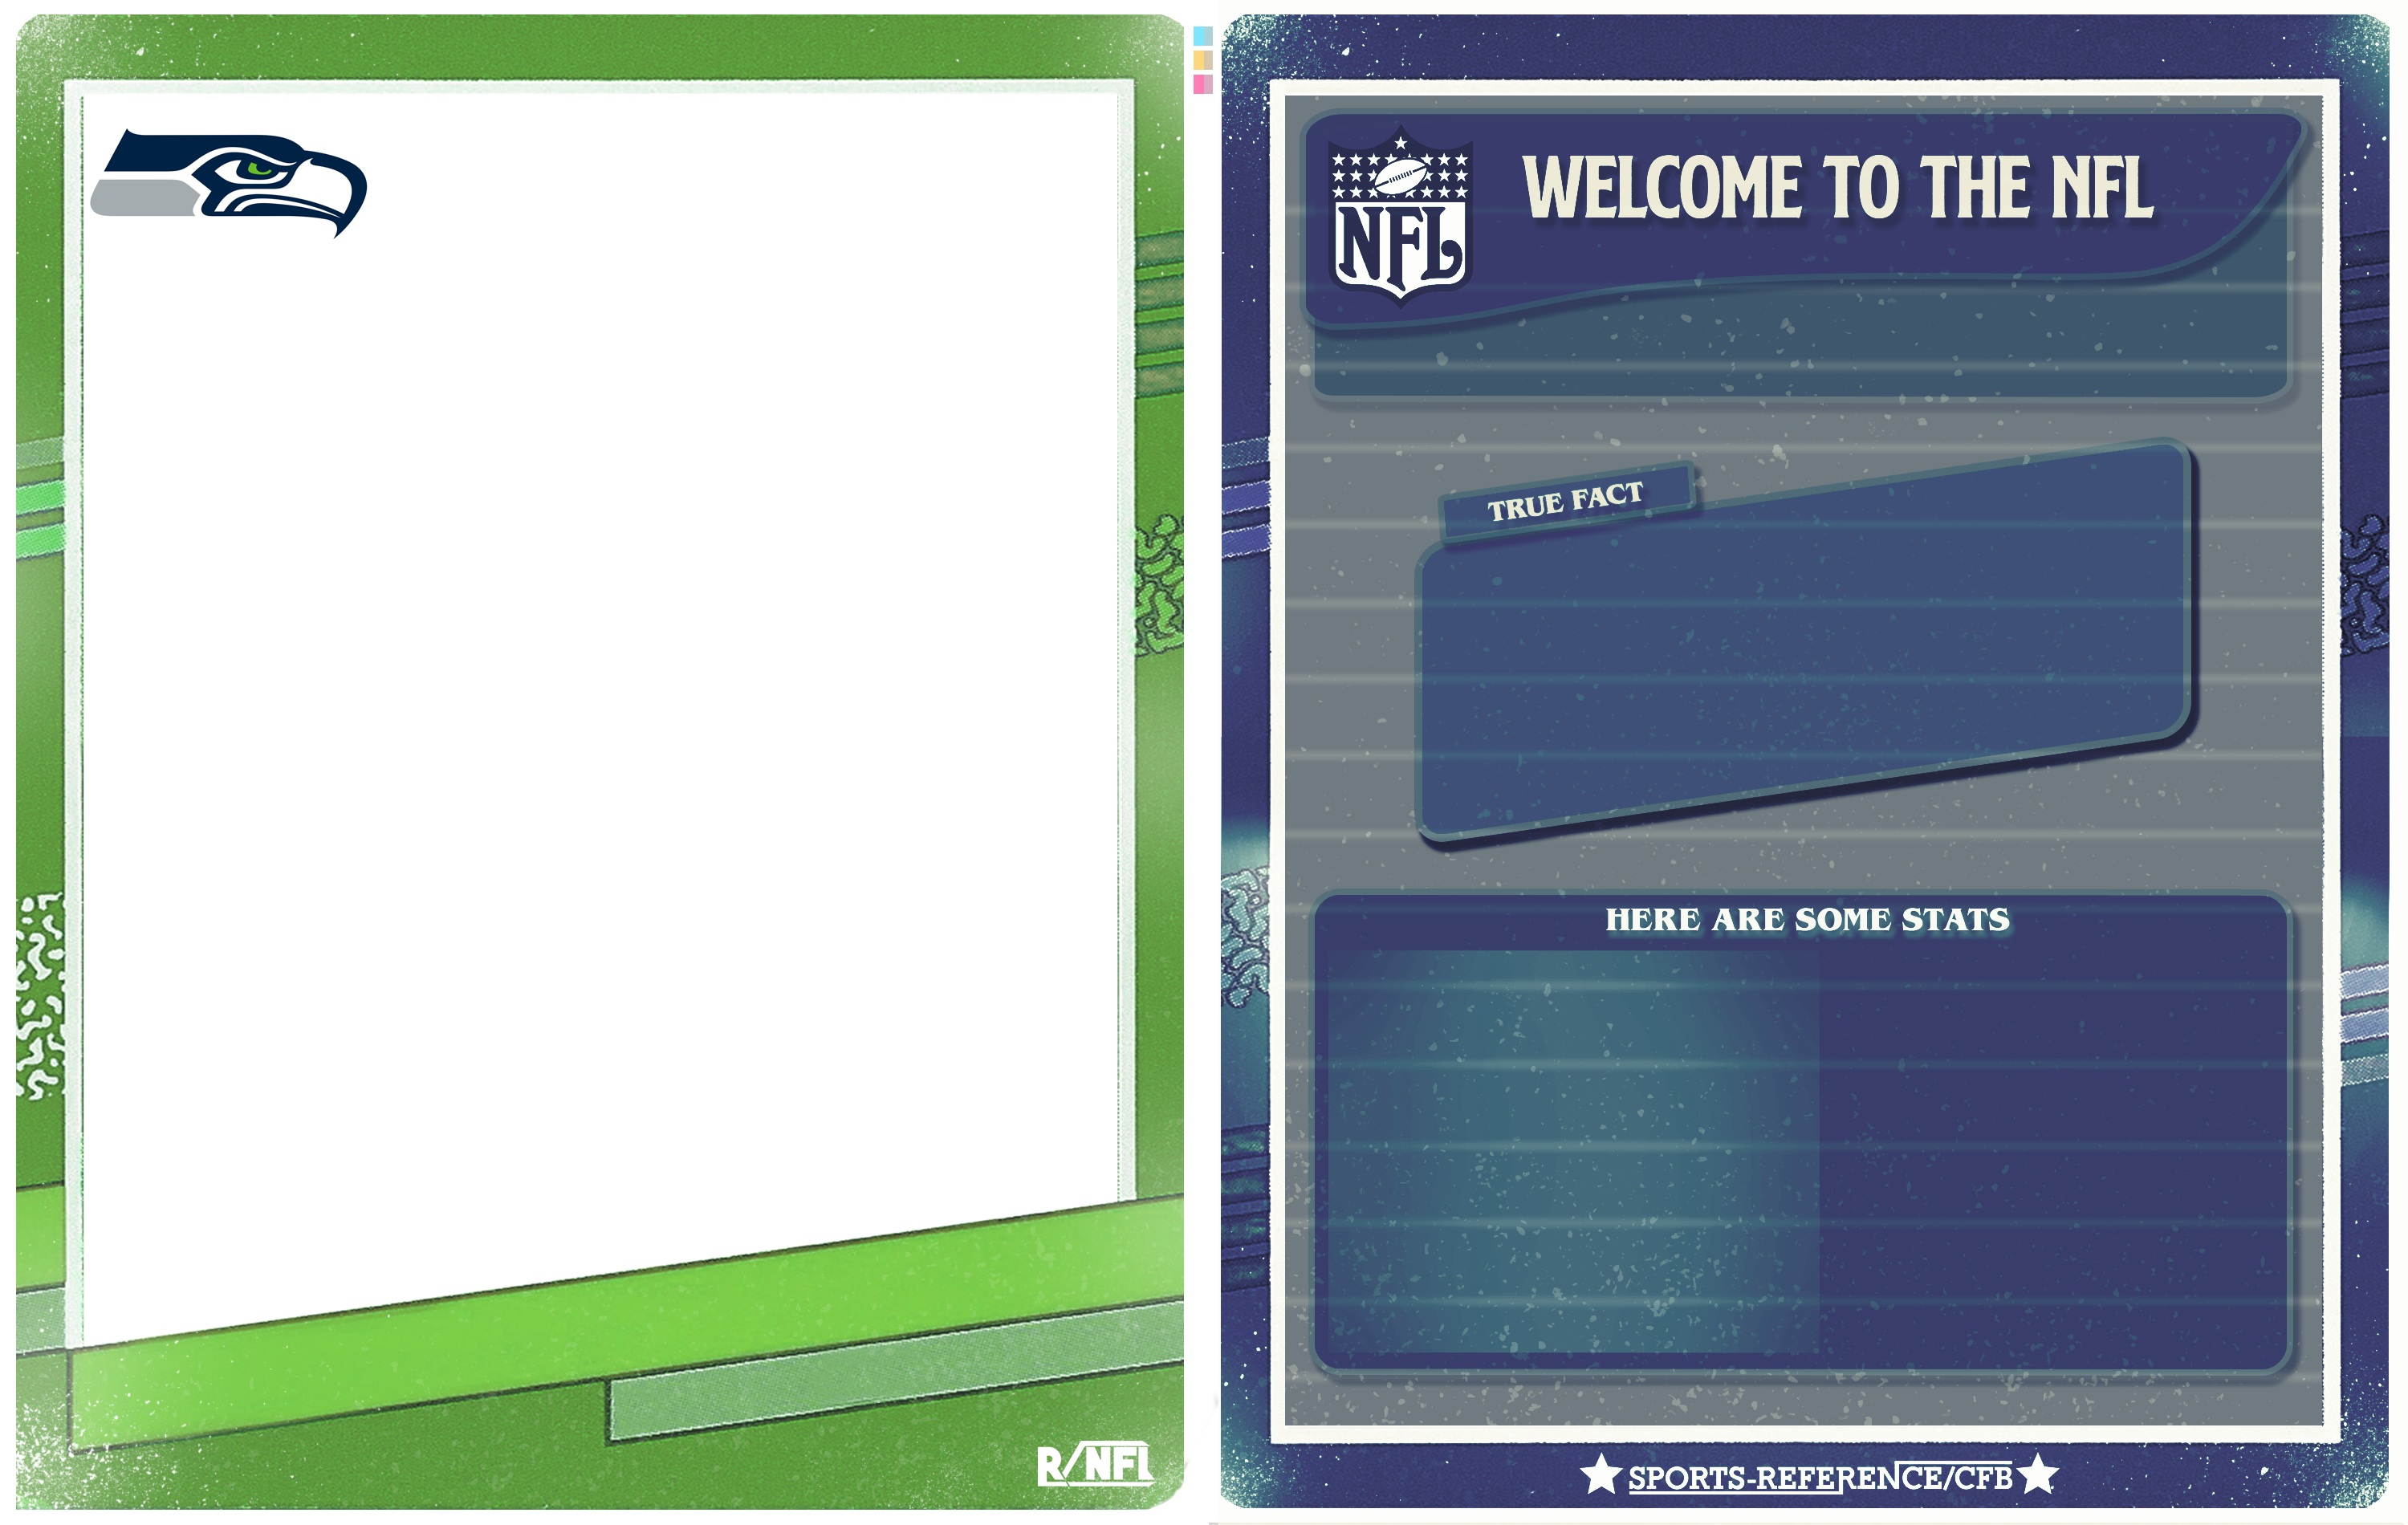 R/NFL
NFL
WELCOME TO THE NFL
TRUE FACT
HERE ARE SOME STATS
SPORTS-REFERENCE/CFB